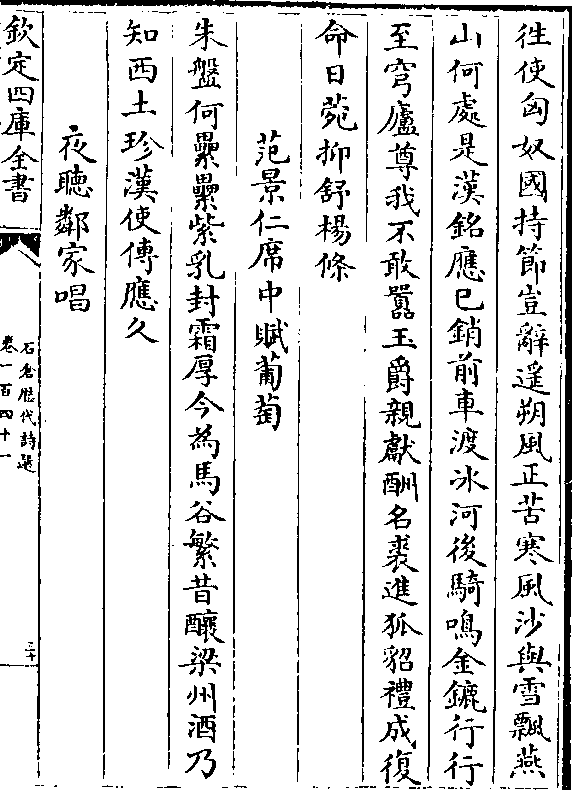 徃使匈奴國持節豈辭遥朔風正苦寒風沙與雪飄燕
山何處是漢銘應已銷前車渡冰河後騎鳴金鑣行行
至穹廬尊我不敢囂玉爵親獻酬名裘進狐貂禮成復
命日菀抑舒楊條
范景仁席中賦葡萄
朱盤何纍纍紫乳封霜厚今為馬谷繁昔釀梁州酒乃
知西土珍漢使傳應久
夜聽鄰家唱
欽定四庫全書
石倉歴代詩選
卷一百四十一
三十